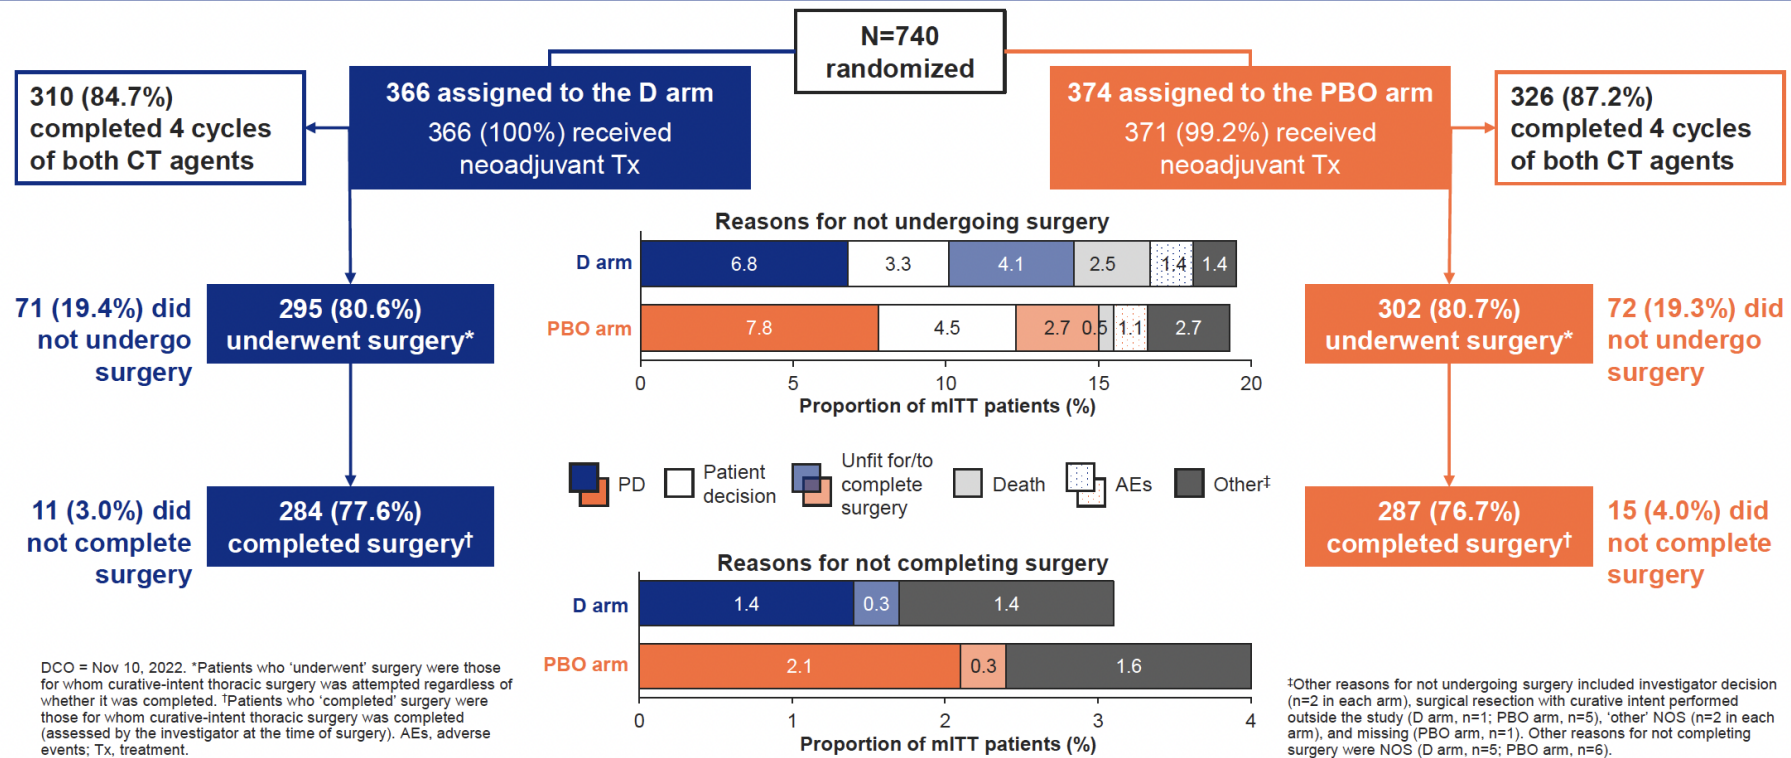 N=740
randomized
310 (84.7%)
completed 4 cycles
of both CT agents
366 assigned to the D arm
366 (100%) received
neoadjuvant Tx
374 assigned to the PBO arm
371 (99.2%) received
neoadjuvant Tx
326 (87.2%)
completed 4 cycles
of both CT agents
71 (19.4%) did
not undergo
surgery
295 (80.6%)
underwent surgery*
Reasons for not undergoing surgery
D arm
6.8 3.3 4.1 2.5 1.4 1.4
PBO arm
7.8 4.5 2.7 0.5 1.1 2.7
0 5 10 15 20
Proportion of mITT patients (%)
302 (80.7%)
underwent surgery*
72 (19.3%) did
not undergo
surgery
PD
Patient
decision
Unfit for/to
complete
surgery
Death
AEs
Other‡
11 (3.0%) did
not complete
surgery
284 (77.6%)
completed surgery†
Reasons for not completing surgery
D arm
1.4 0.3 1.4
PBO arm
2.1 0.3 1.6
0 1 2 3 4
Proportion of mITT patients (%)
287 (76.7%)
completed surgery†
15 (4.0%) did
not complete
surgery
DCO = Nov 10, 2022. *Patients who ‘underwent’ surgery were those
for whom curative-intent thoracic surgery was attempted regardless of
whether it was completed. †Patients who ‘completed’ surgery were
those for whom curative-intent thoracic surgery was completed
(assessed by the investigator at the time of surgery). AEs, adverse
events; Tx, treatment.
‡Other reasons for not undergoing surgery included investigator decision
(n=2 in each arm), surgical resection with curative intent performed
outside the study (D arm, n=1; PBO arm, n=5), ‘other’ NOS (n=2 in each
arm), and missing (PBO arm, n=1). Other reasons for not completing
surgery were NOS (D arm, n=5; PBO arm, n=6).